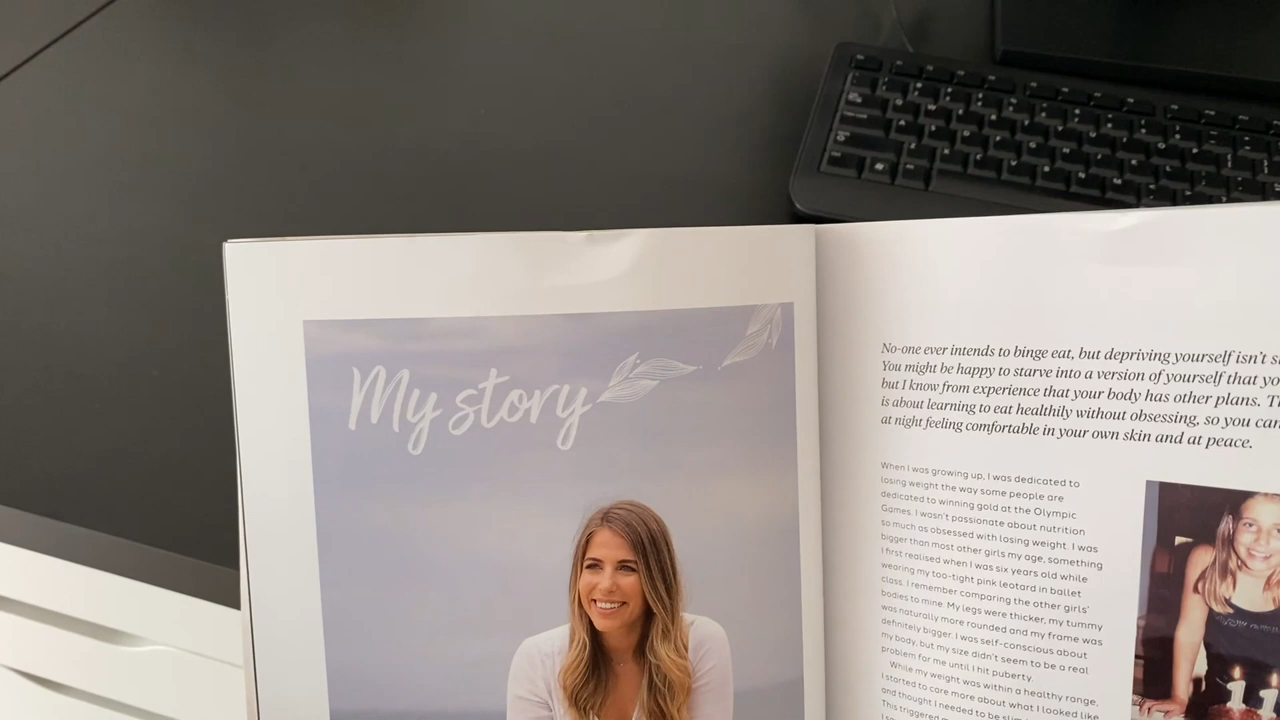 My story
No-one ever intends to binge eat, but depriving yourself isn't
You might be happy to starve into a version of yourself that
but I know from experience that your body has other plans.
is about learning to eat healthily without obsessing, so you can
at night feeling comfortable in your own skin and at peace.
When I was growing up, I was dedicated to
losing weight the way some people are
dedicated to winning gold at the Olympic
Games. I wasn't passionate about nutrition
so much as obsessed with losing weight. I was
bigger than most other girls my age, something
I first realised when I was six years old while
wearing my too-tight pink leotard in ballet
class. I remember comparing the other girls'
bodies to mine. My legs were thicker, my tummy
was naturally more rounded and my frame was
definitely bigger. I was self-conscious about
my body, but my size didn't seem to be a real
problem for me until I hit puberty.
While my weight was within a healthy range,
I started to care more about what I looked like
and thought I needed to be
This triggered
11